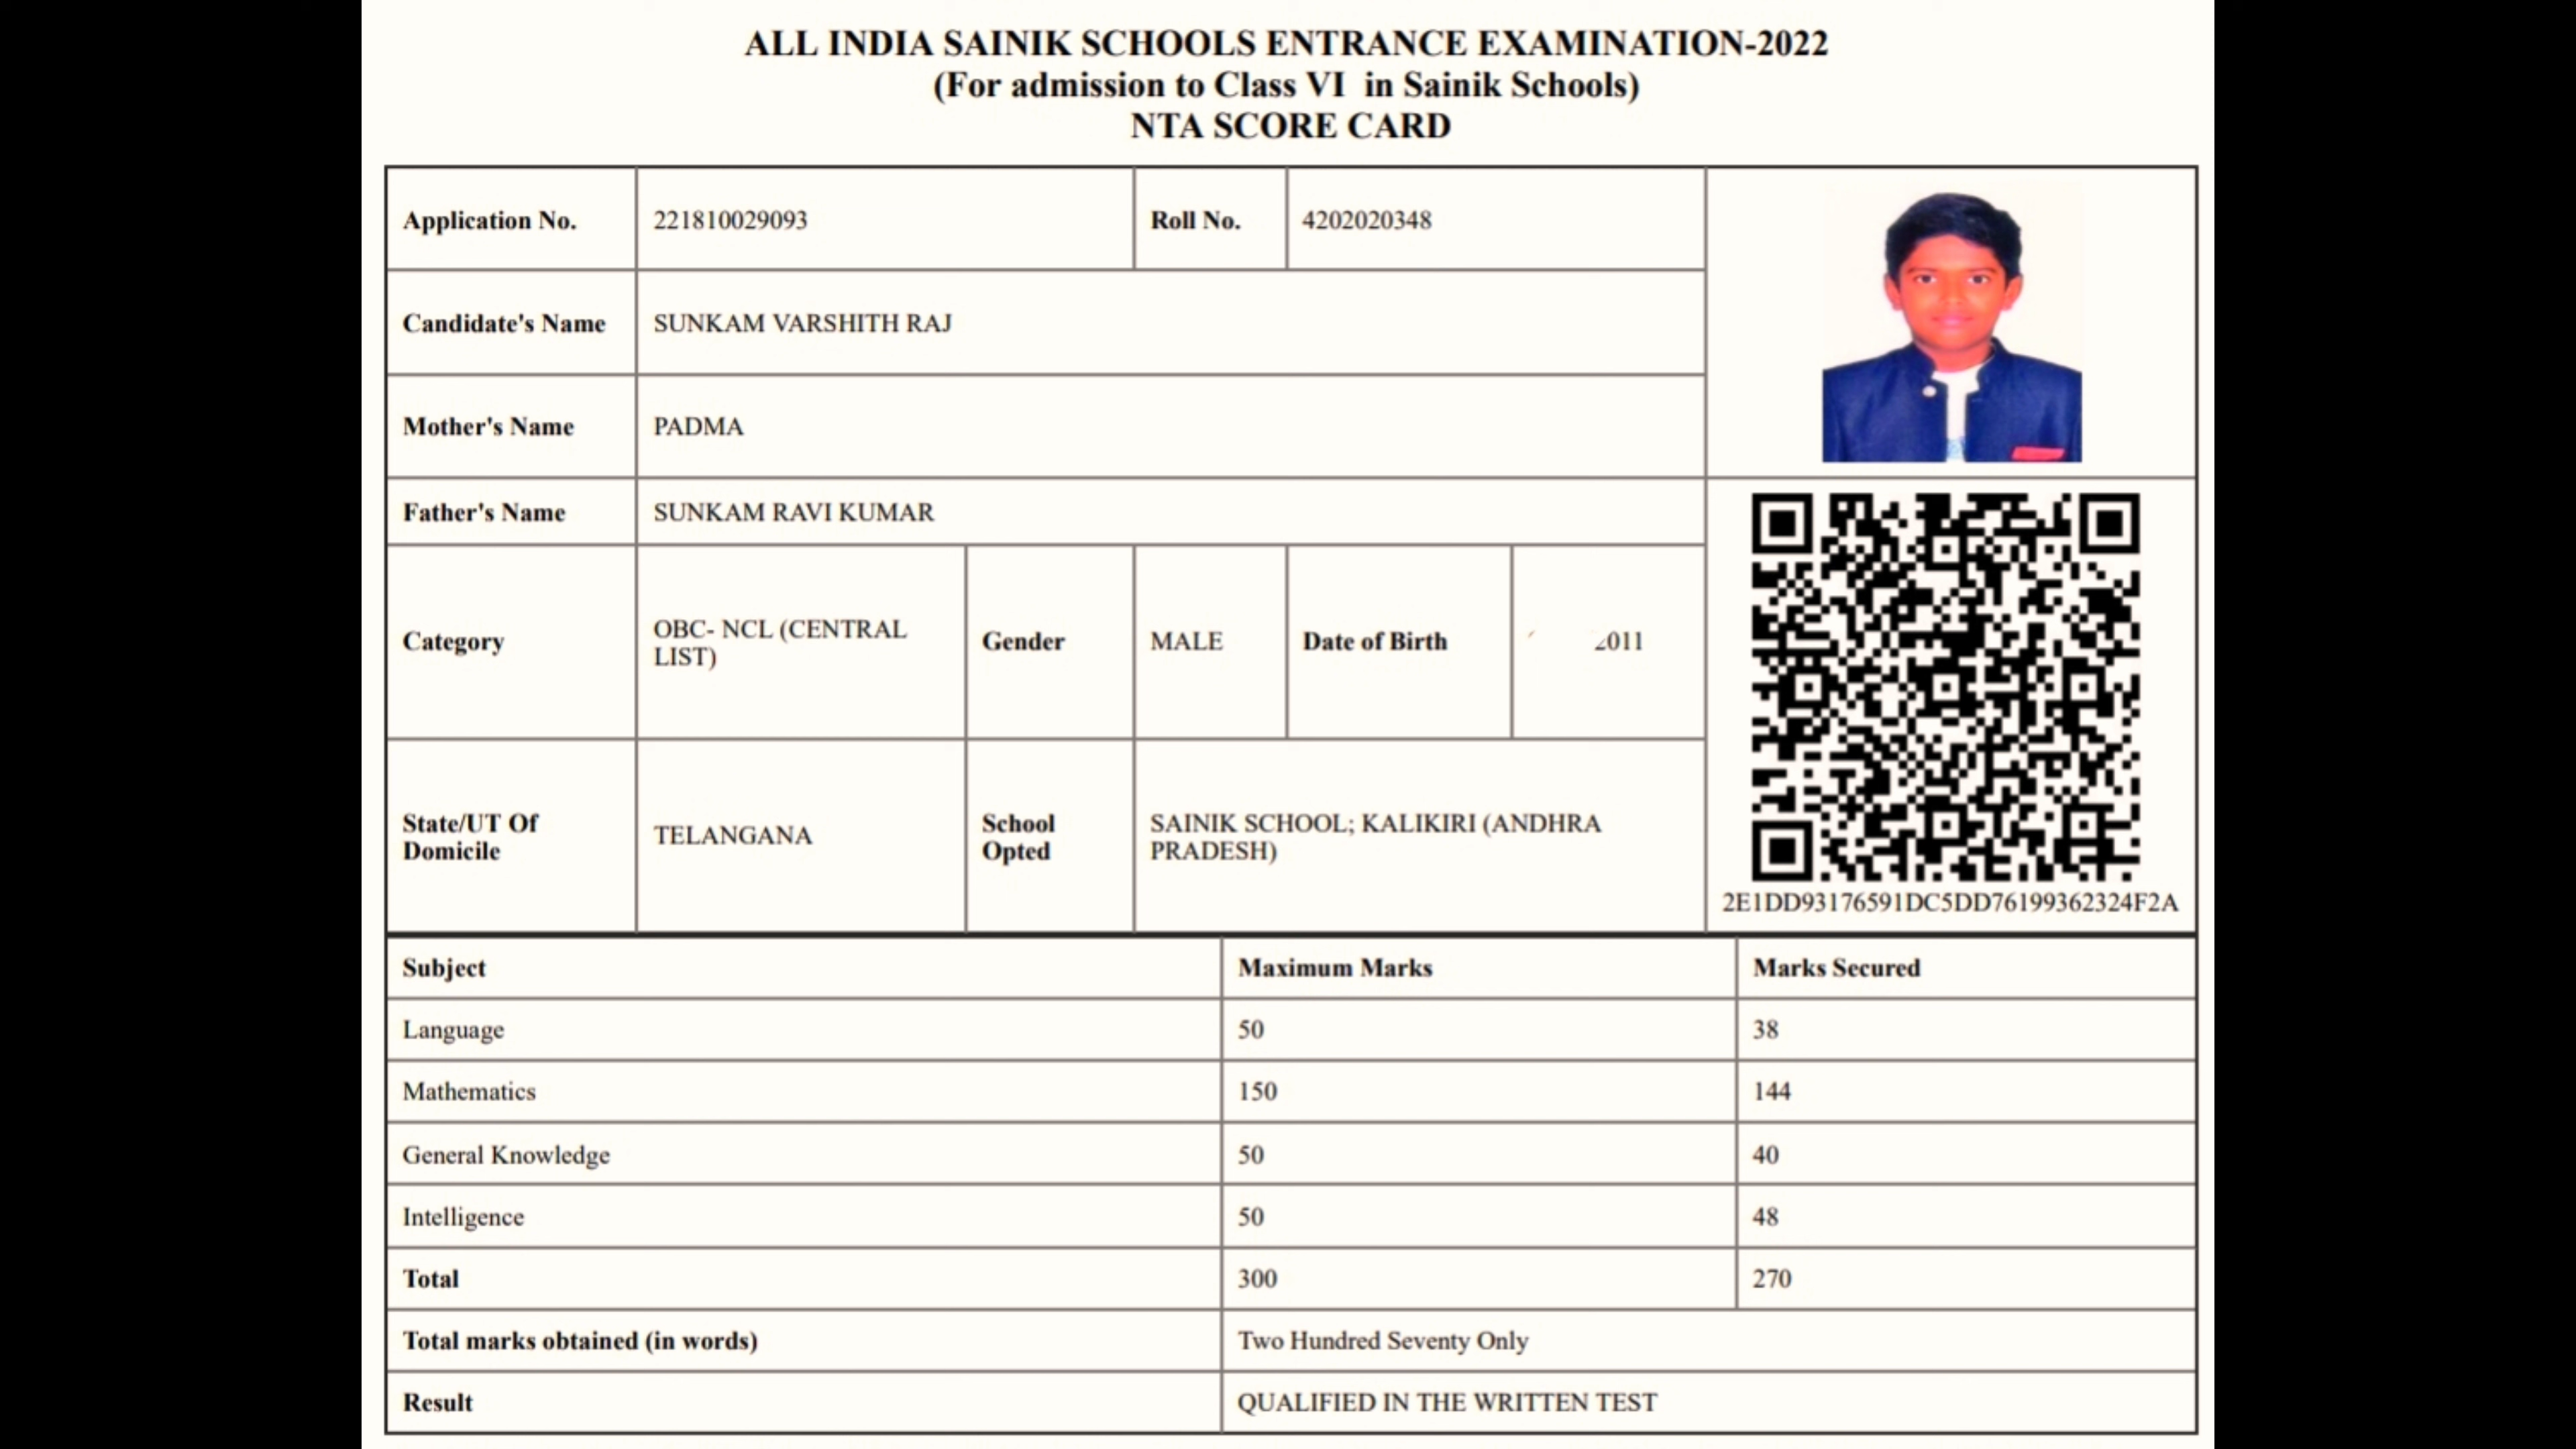 ALL INDIA SAINIK SCHOOLS ENTRANCE EXAMINATION-2022
(For admission to Class VI in Sainik Schools)
NTA SCORE CARD
Application No. 221810029093 Roll No. 4202020348
Candidate's Name SUNKAM VARSHITH RAJ
Mother's Name PADMA
Father's Name SUNKAM RAVI KUMAR
Category OBC- NCL (CENTRAL
LIST) Gender MALE Date of Birth 2011
State/UT Of
Domicile TELANGANA School
Opted SAINIK SCHOOL; KALIKIRI (ANDHRA
PRADESH)
2E1DD93176591DC5DD76199362324F2A
Subject Maximum Marks Marks Secured
Language 50 38
Mathematics 150 144
General Knowledge 50 40
Intelligence 50 48
Total 300 270
Total marks obtained (in words) Two Hundred Seventy Only
Result QUALIFIED IN THE WRITTEN TEST